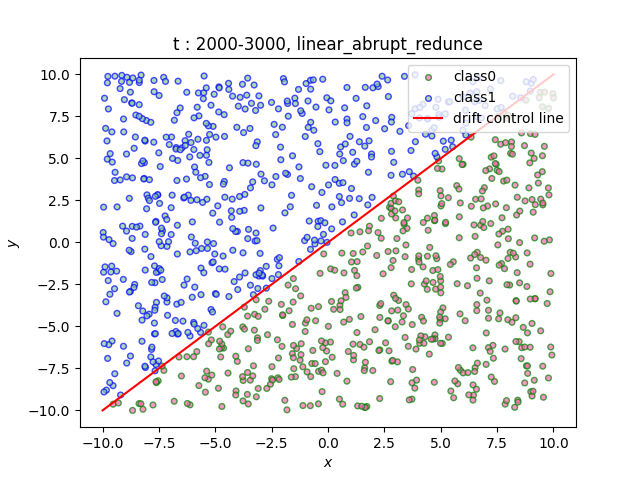 t : 2000-3000, linear_abrupt_redunce
class0
class1
drift control line
10.0
7.5
5.0
2.5
0.0
−2.5
−5.0
−7.5
−10.0
y
−10.0 −7.5 −5.0 −2.5 0.0 2.5 5.0 7.5 10.0
x